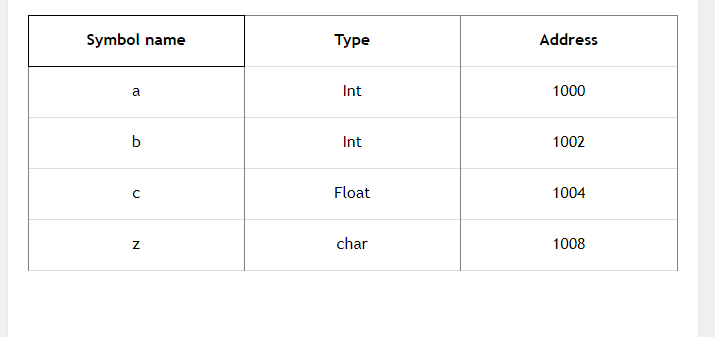 Symbol name Type Address
a Int 1000
b Int 1002
c Float 1004
z char 1008